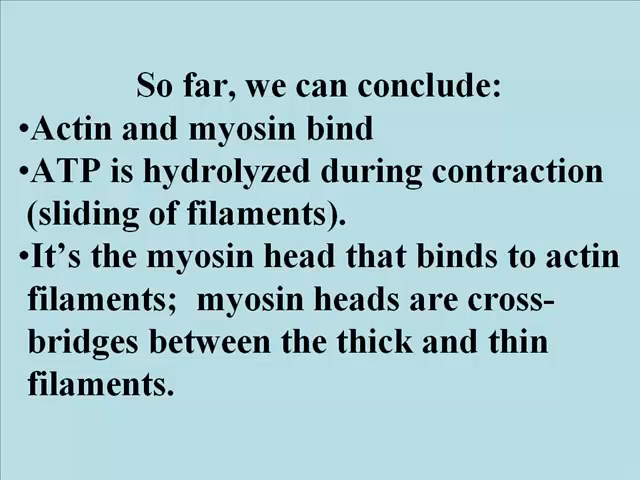 So far, we can conclude:
•Actin and myosin bind
•ATP is hydrolyzed during contraction
(sliding of filaments).
•It’s the myosin head that binds to actin
filaments;  myosin heads are cross-
bridges between the thick and thin
filaments.